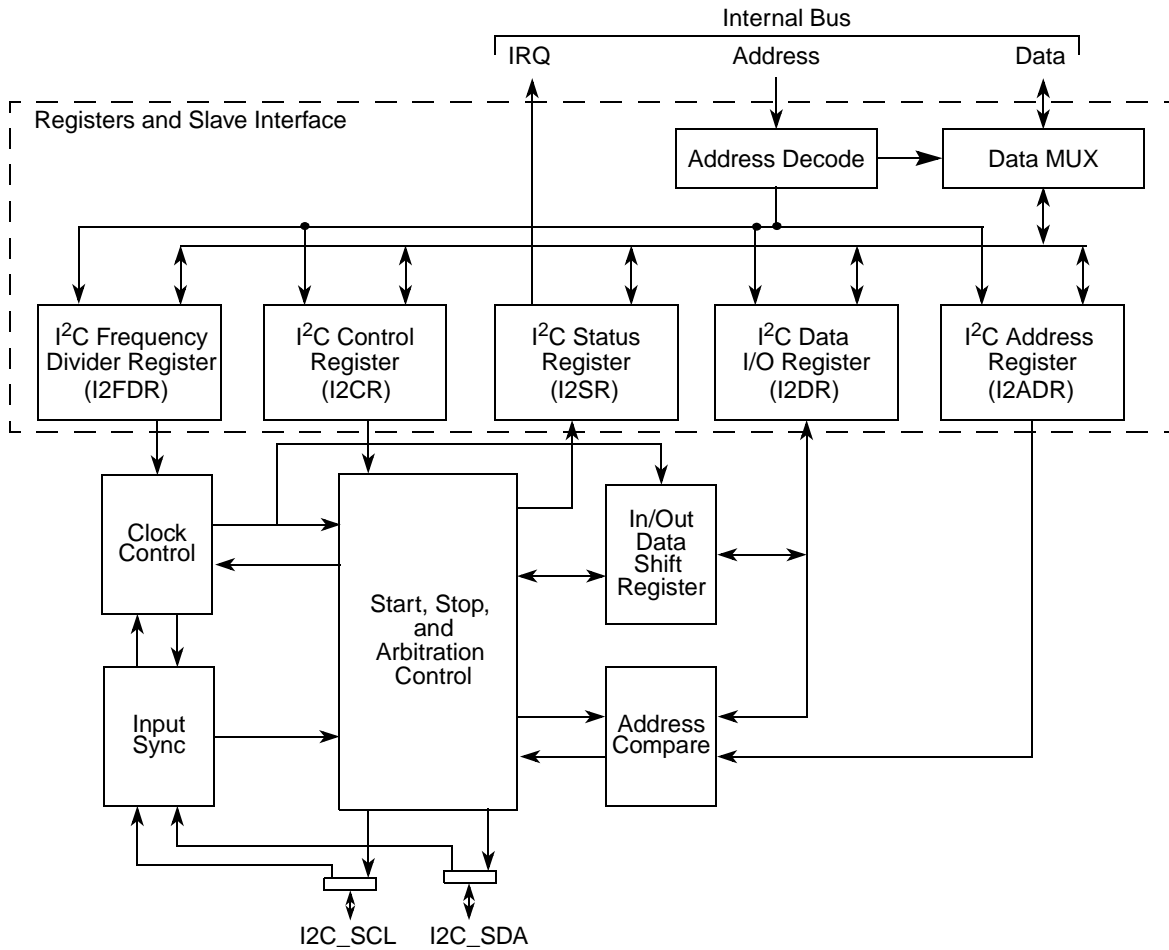 Internal Bus
IRQ
Address
Data
Registers and Slave Interface
Address Decode
Data MUX
I²C Frequency
Divider Register
(I2FDR)
I²C Control
Register
(I2CR)
I²C Status
Register
(I2SR)
I²C Data
I/O Register
(I2DR)
I²C Address
Register
(I2ADR)
Clock
Control
In/Out
Data
Shift
Register
Start, Stop,
and
Arbitration
Control
Input
Sync
Address
Compare
I2C_SCL
I2C_SDA